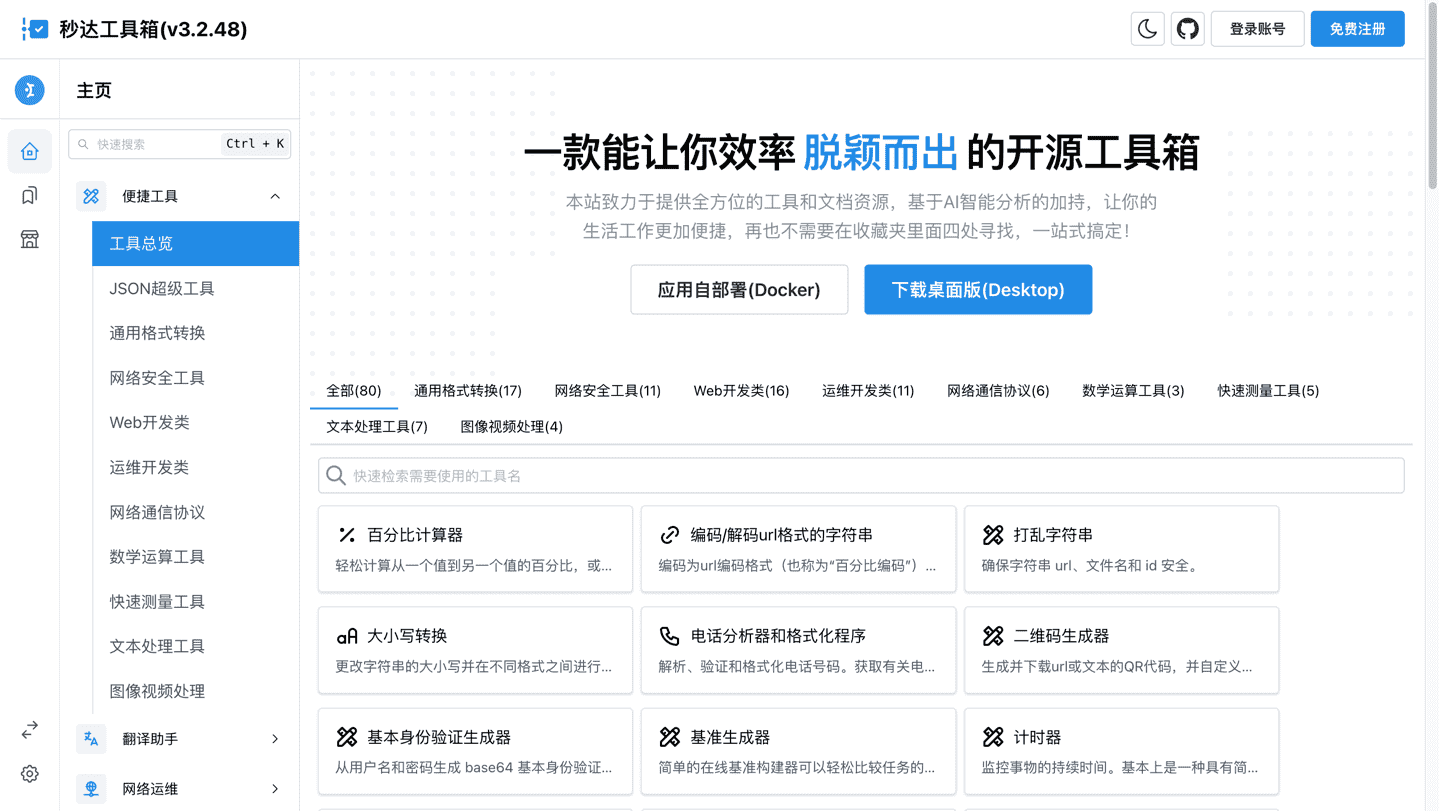 秒达工具箱(v3.2.48)
登录账号
免费注册
主页
快速搜索
Ctrl + K
便捷工具
工具总览
JSON超级工具
通用格式转换
网络安全工具
Web开发类
运维开发类
网络通信协议
数学运算工具
快速测量工具
文本处理工具
图像视频处理
翻译助手
网络运维
一款能让你效率 脱颖而出 的开源工具箱
本站致力于提供全方位的工具和文档资源，基于AI智能分析的加持，让你的
生活工作更加便捷，再也不需要在收藏夹里面四处寻找，一站式搞定！
应用自部署(Docker)
下载桌面版(Desktop)
全部(80)
通用格式转换(17)
网络安全工具(11)
Web开发类(16)
运维开发类(11)
网络通信协议(6)
数学运算工具(3)
快速测量工具(5)
文本处理工具(7)
图像视频处理(4)
快速检索需要使用的工具名
百分比计算器
轻松计算从一个值到另一个值的百分比，或...
编码/解码url格式的字符串
编码为url编码格式（也称为“百分比编码”）...
打乱字符串
确保字符串 url、文件名和 id 安全。
大小写转换
更改字符串的大小写并在不同格式之间进行...
电话分析器和格式化程序
解析、验证和格式化电话号码。获取有关电...
二维码生成器
生成并下载url或文本的QR代码，并自定义...
基本身份验证生成器
从用户名和密码生成 base64 基本身份验证...
基准生成器
简单的在线基准构建器可以轻松比较任务的...
计时器
监控事物的持续时间。基本上是一种具有简...